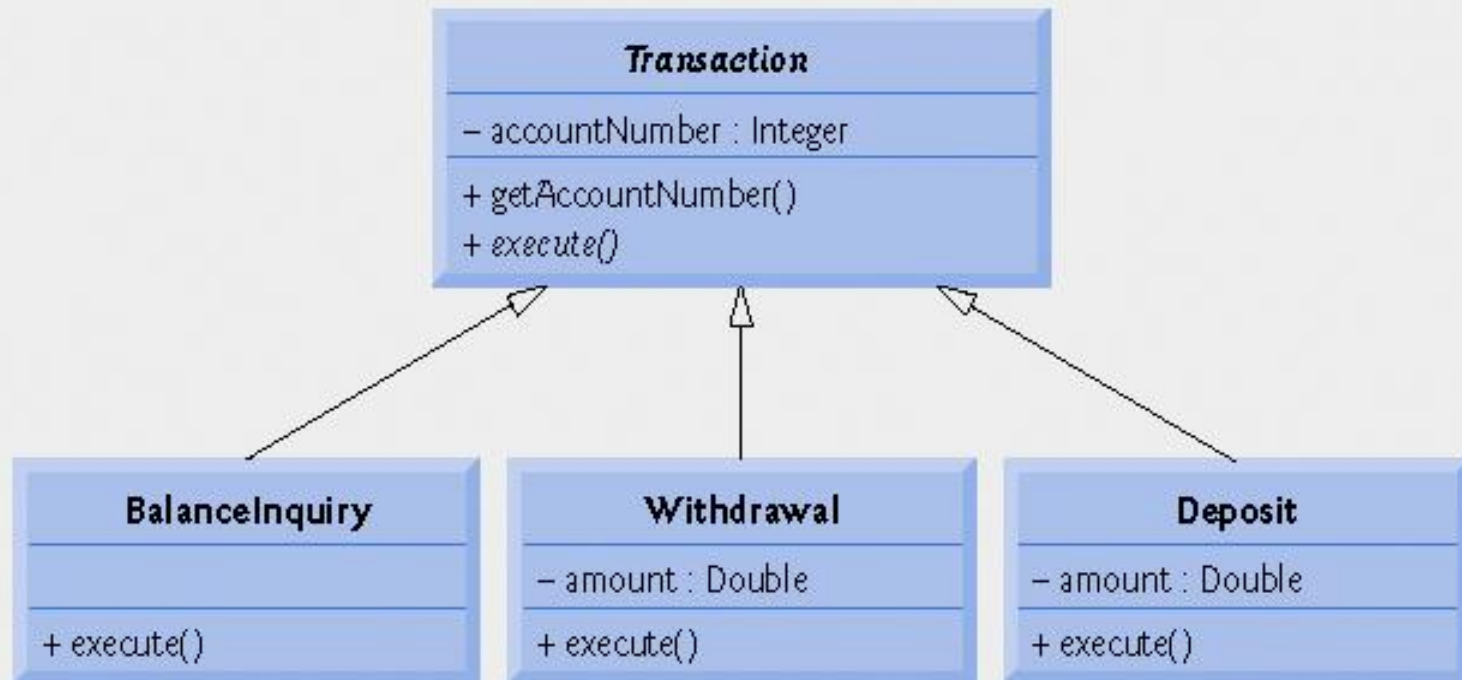 Transaction
– accountNumber : Integer
+ getAccountNumber()
+ execute()
BalanceInquiry
+ execute()
Withdrawal
– amount : Double
+ execute()
Deposit
– amount : Double
+ execute()